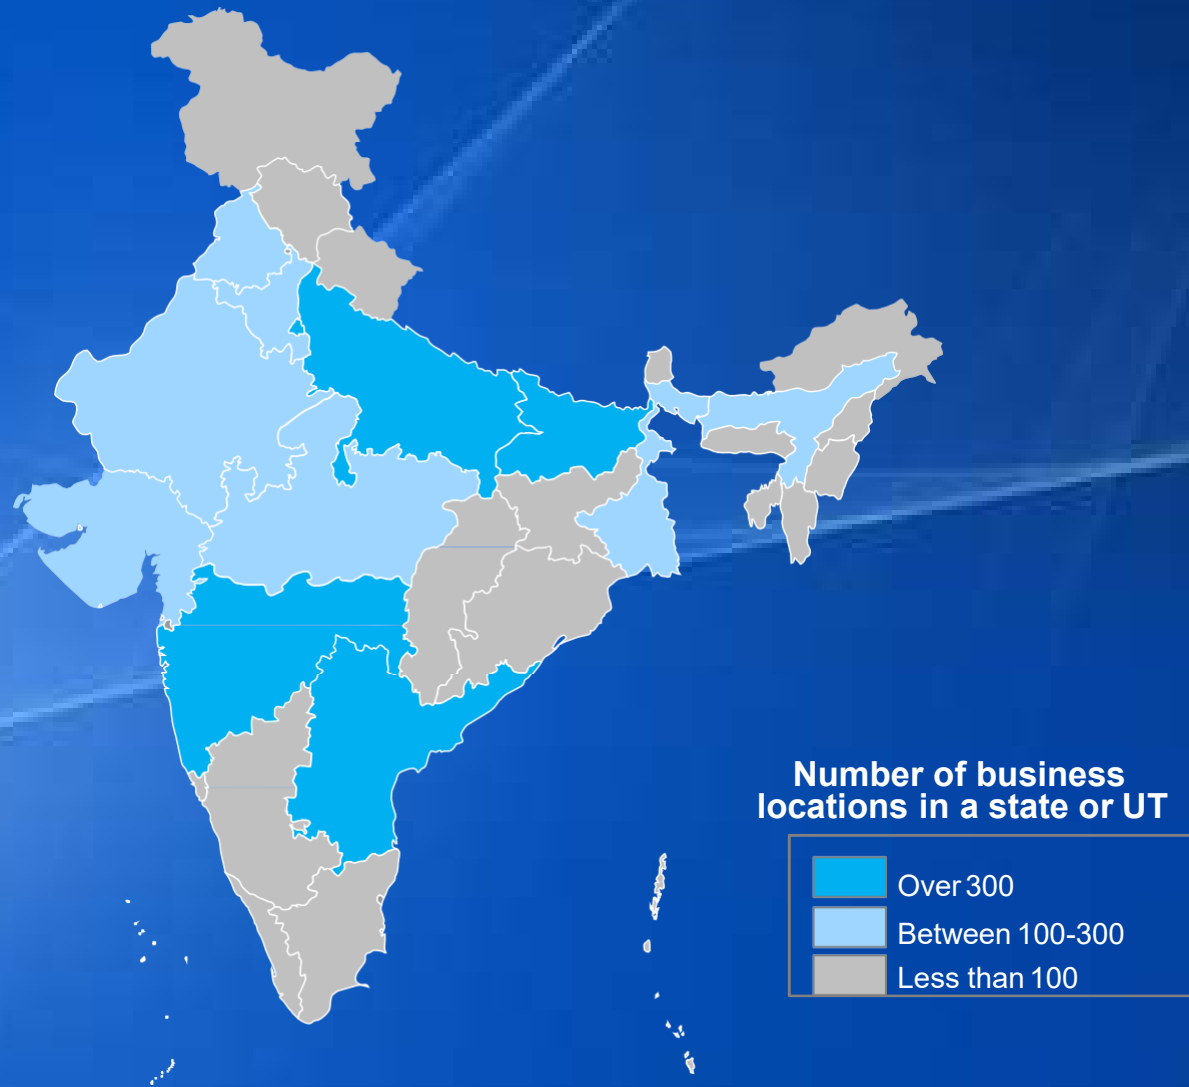 Number of business
locations in a state or UT
Over 300
Between 100-300
Less than 100